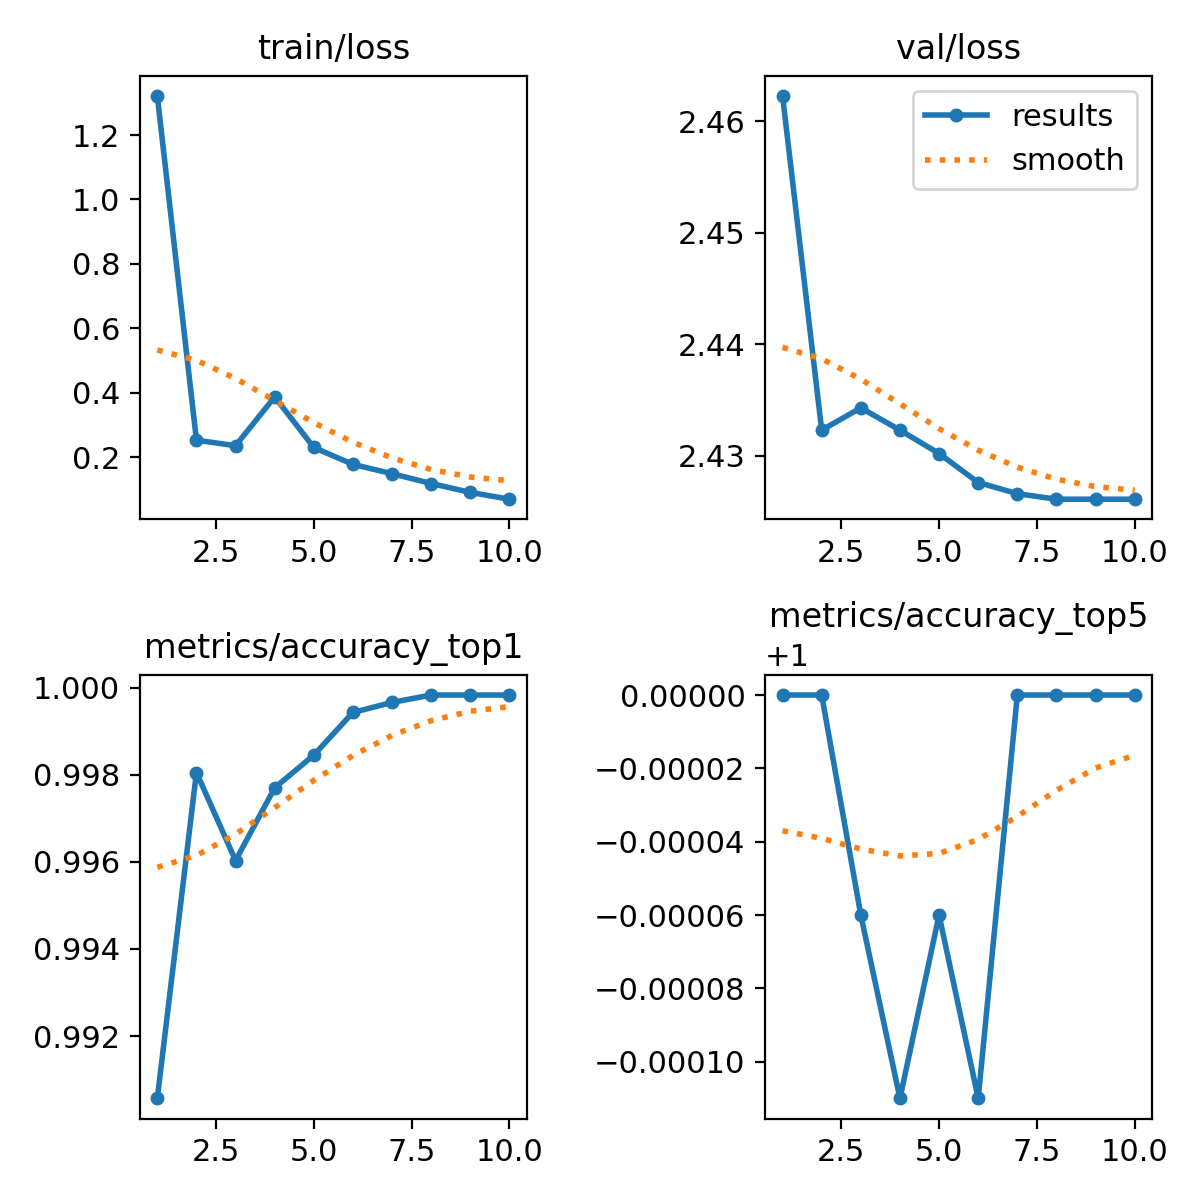 train/loss
1.2
1.0
0.8
0.6
0.4
0.2
2.5 5.0 7.5 10.0
val/loss
results
smooth
2.46
2.45
2.44
2.43
2.5 5.0 7.5 10.0
metrics/accuracy_top1
1.000
0.998
0.996
0.994
0.992
2.5 5.0 7.5 10.0
metrics/accuracy_top5
+1
0.00000
−0.00002
−0.00004
−0.00006
−0.00008
−0.00010
2.5 5.0 7.5 10.0